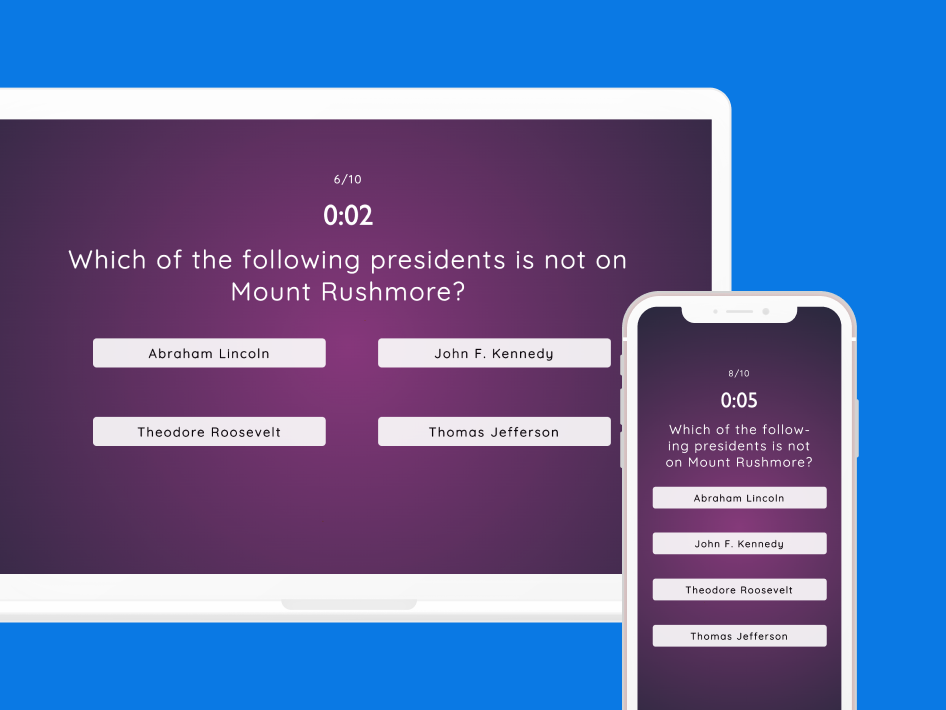 6/10
0:02
Which of the following presidents is not on
Mount Rushmore?
Abraham Lincoln
John F. Kennedy
Theodore Roosevelt
Thomas Jefferson
8/10
0:05
Which of the follow-
ing presidents is not
on Mount Rushmore?
Abraham Lincoln
John F. Kennedy
Theodore Roosevelt
Thomas Jefferson